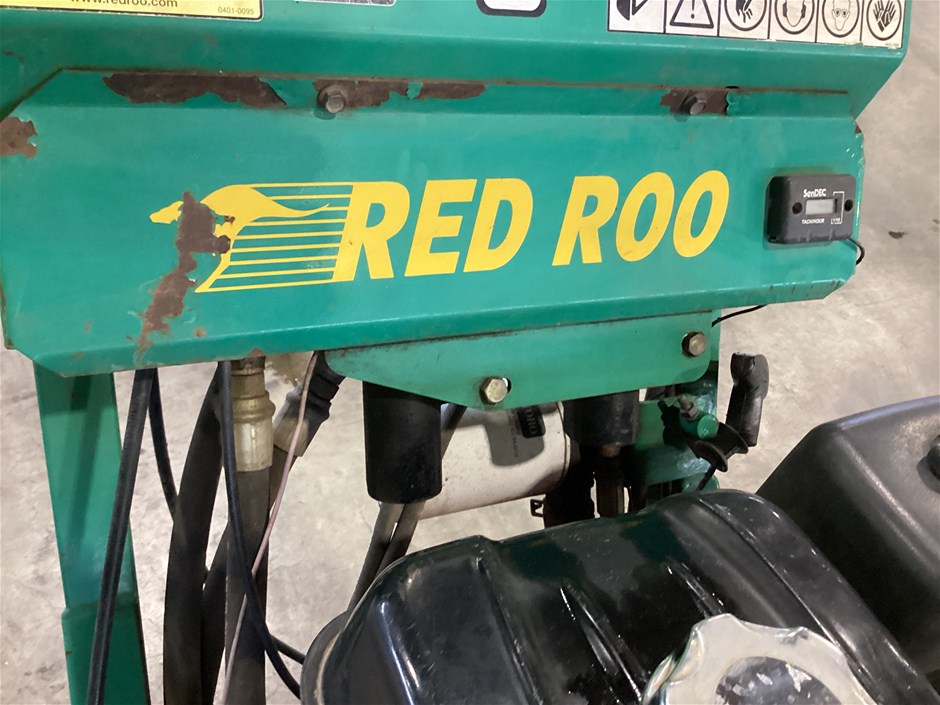 www.redroo.com
0401-0095
RED ROO
SenDEC
TACH/HOUR